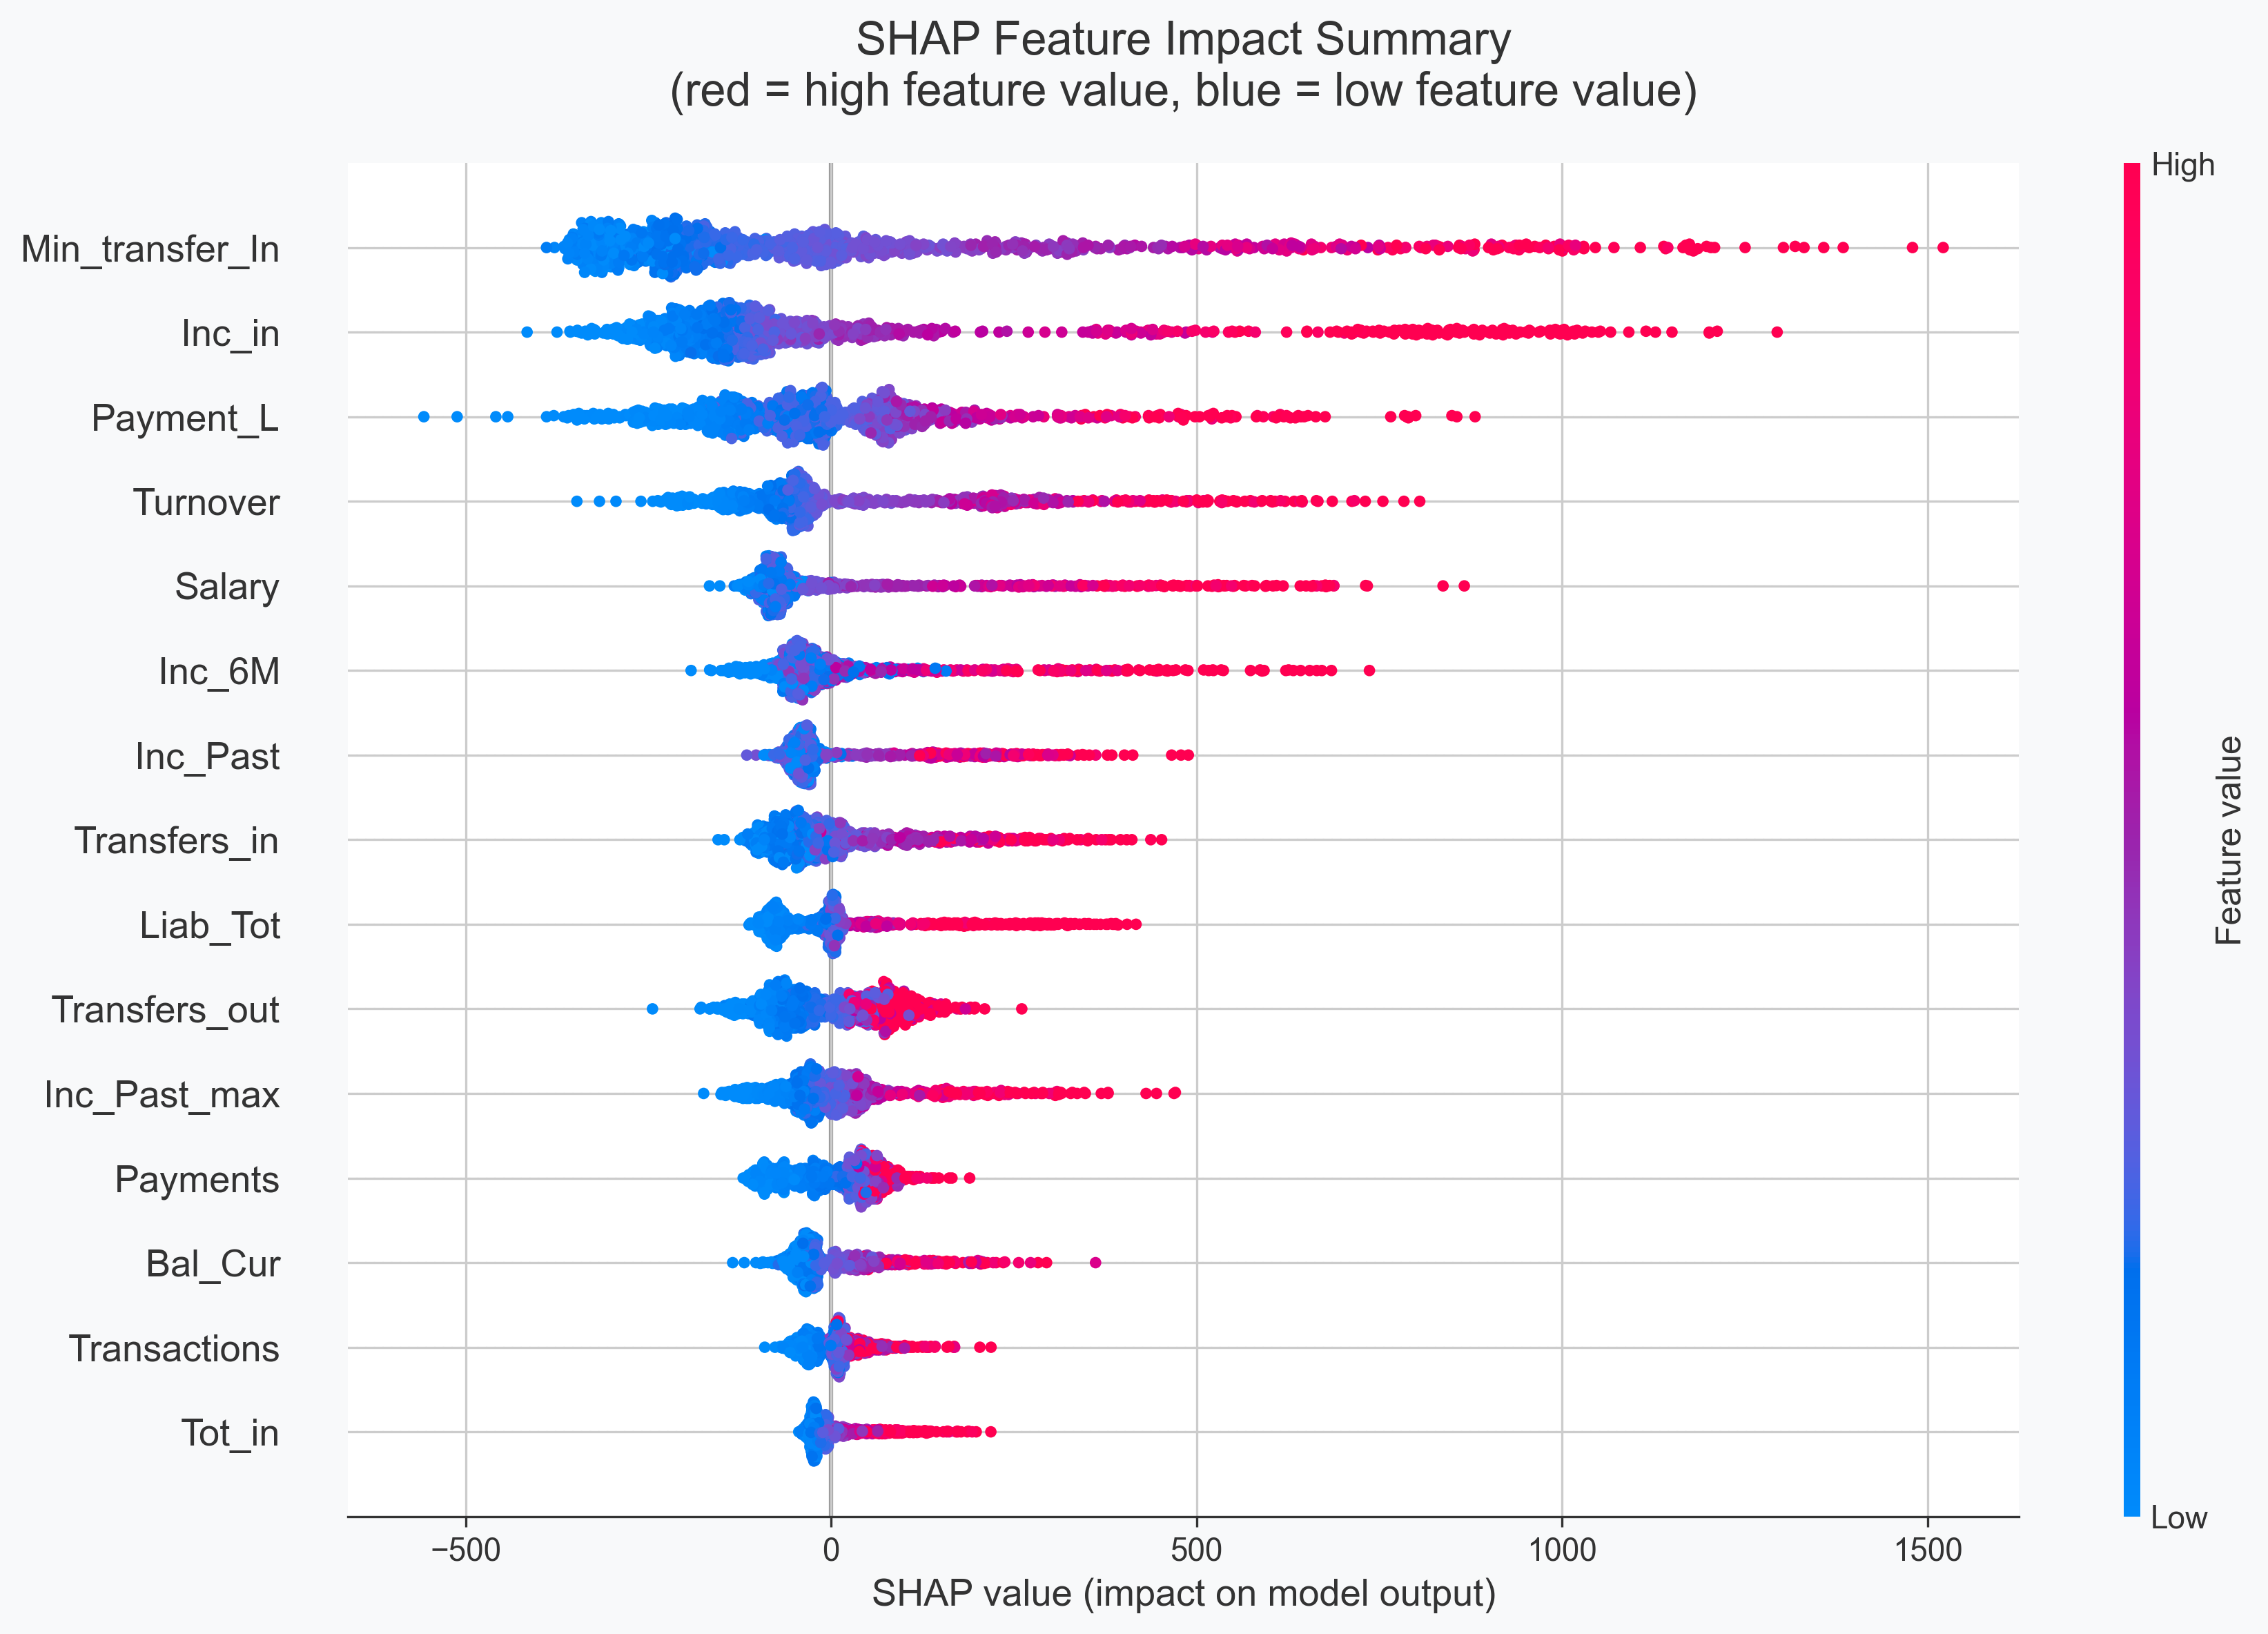 SHAP Feature Impact Summary
(red = high feature value, blue = low feature value)
High
Min_transfer_In
Inc_in
Payment_L
Turnover
Salary
Inc_6M
Inc_Past
Transfers_in
Liab_Tot
Transfers_out
Inc_Past_max
Payments
Bal_Cur
Transactions
Tot_in
Feature value
Low
−500
0
500
1000
1500
SHAP value (impact on model output)